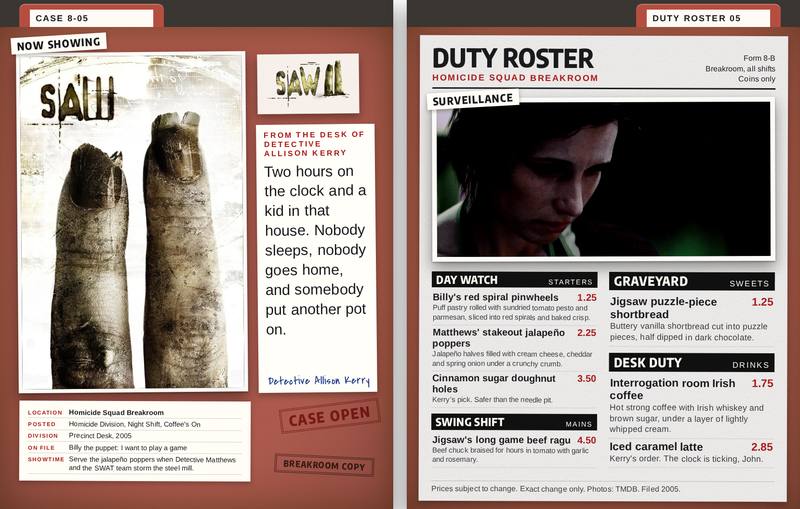 CASE 8-05
NOW SHOWING
SAW
SAW II
FROM THE DESK OF
DETECTIVE
ALLISON KERRY
Two hours on
the clock and a
kid in that
house. Nobody
sleeps, nobody
goes home,
and somebody
put another pot
on.
Detective Allison Kerry
LOCATION Homicide Squad Breakroom
POSTED Homicide Division, Night Shift, Coffee's On
DIVISION Precinct Desk, 2005
ON FILE Billy the puppet: I want to play a game
SHOWTIME Serve the jalapeño poppers when Detective Matthews
and the SWAT team storm the steel mill.
CASE OPEN
BREAKROOM COPY
DUTY ROSTER 05
DUTY ROSTER
HOMICIDE SQUAD BREAKROOM
Form 8-B
Breakroom, all shifts
Coins only
SURVEILLANCE
DAY WATCH STARTERS
Billy's red spiral pinwheels 1.25
Puff pastry rolled with sundried tomato pesto and
parmesan, sliced into red spirals and baked crisp.
Matthews' stakeout jalapeño 2.25
poppers
Jalapeño halves filled with cream cheese, cheddar
and spring onion under a crunchy crumb.
Cinnamon sugar doughnut 3.50
holes
Kerry's pick. Safer than the needle pit.
SWING SHIFT MAINS
Jigsaw's long game beef ragu 4.50
Beef chuck braised for hours in tomato with garlic
and rosemary.
GRAVEYARD SWEETS
Jigsaw puzzle-piece 1.25
shortbread
Buttery vanilla shortbread cut into puzzle
pieces, half dipped in dark chocolate.
DESK DUTY DRINKS
Interrogation room Irish 1.75
coffee
Hot strong coffee with Irish whiskey and
brown sugar, under a layer of lightly
whipped cream.
Iced caramel latte 2.85
Kerry's order. The clock is ticking, John.
Prices subject to change. Exact change only. Photos: TMDB. Filed 2005.